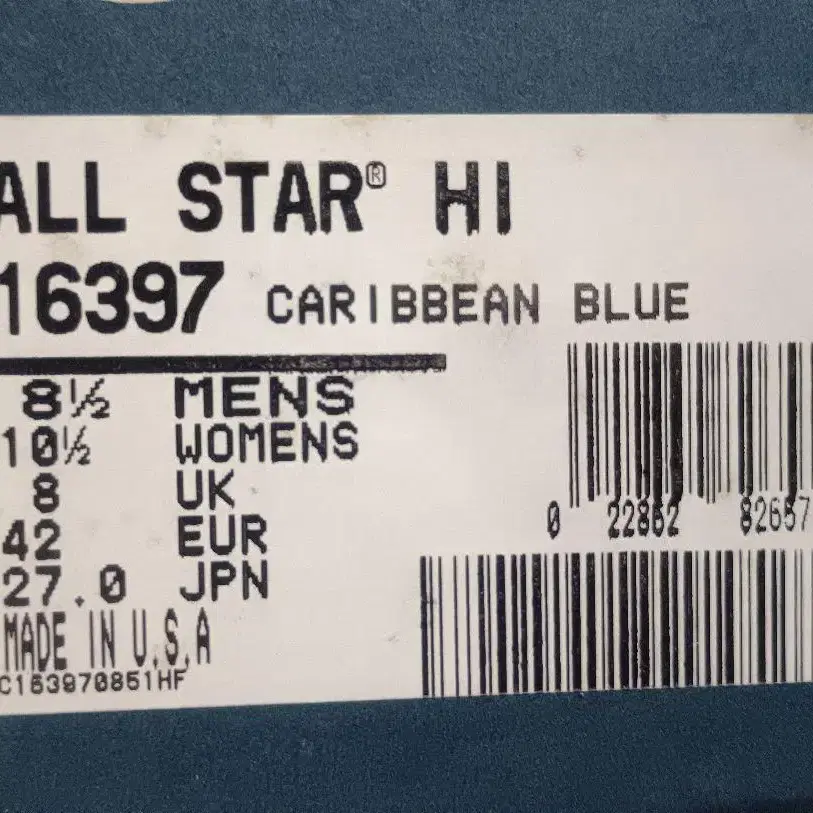 ALL STAR® HI
16397 CARIBBEAN BLUE
8½ MENS
10½ WOMENS
8 UK
42 EUR
27.0 JPN
MADE IN U.S.A
C163970851HF
0 22862 82657